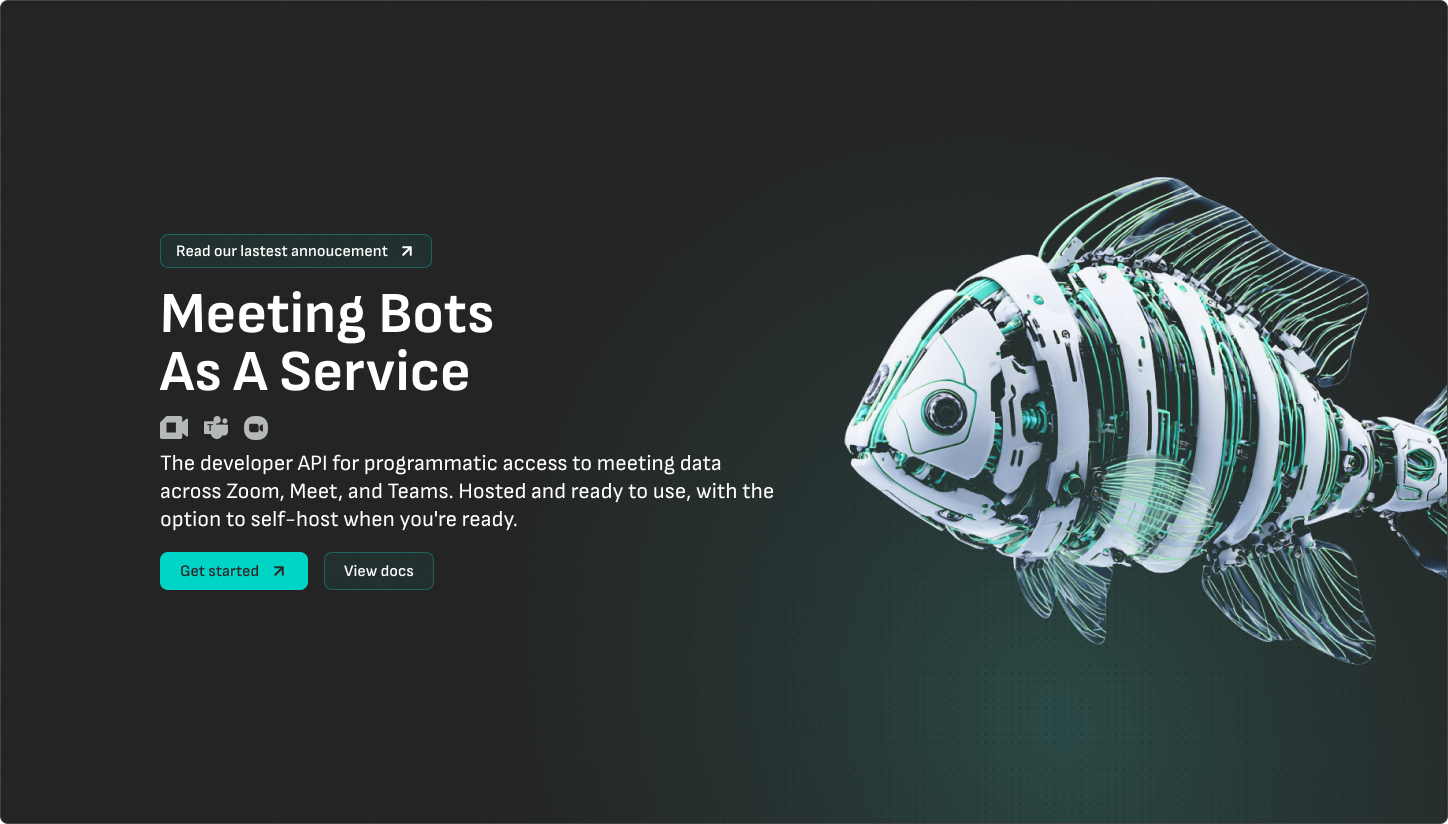 Read our lastest annoucement
Meeting Bots
As A Service
The developer API for programmatic access to meeting data
across Zoom, Meet, and Teams. Hosted and ready to use, with the
option to self-host when you're ready.
Get started
View docs